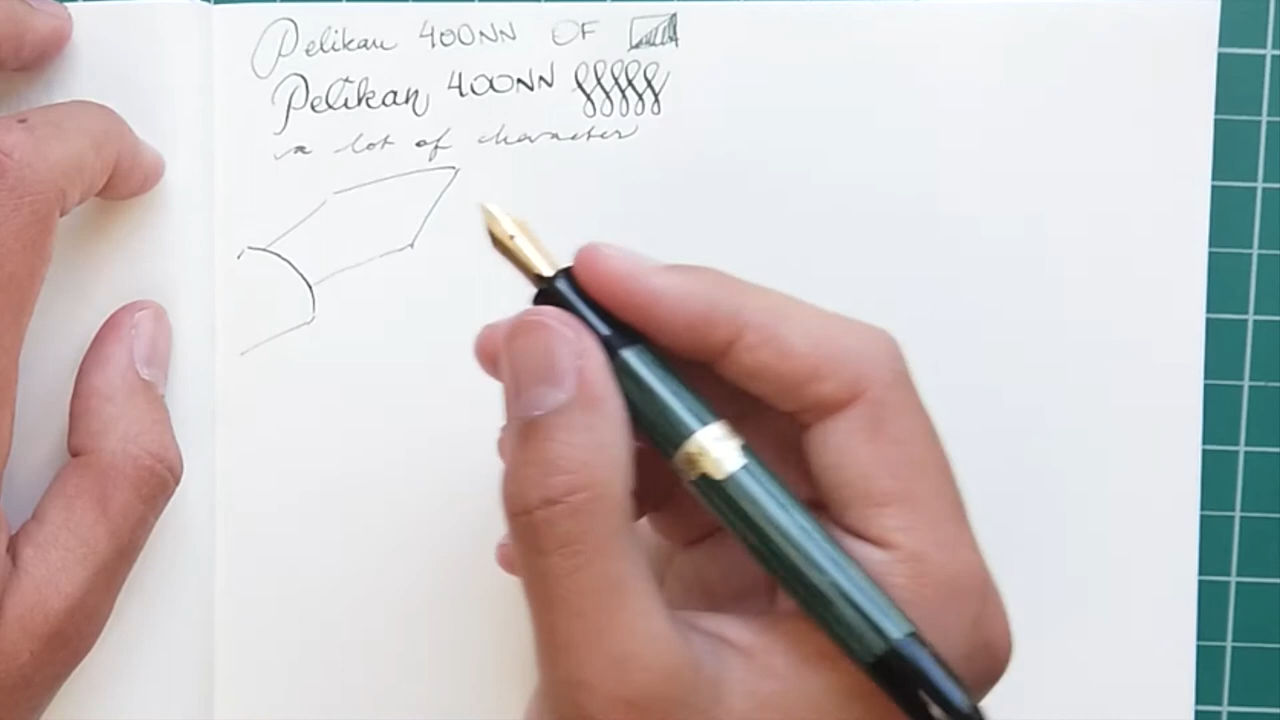 Pelikan 400NN OF
Pelikan 400NN
a lot of character